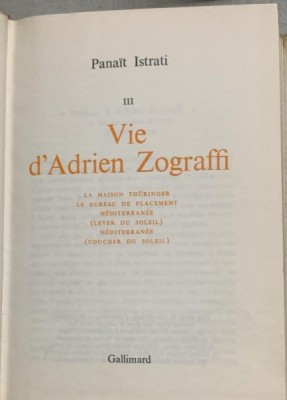 Panaït Istrati
III
Vie
d'Adrien Zograffi
LA MAISON THÜRINGER
LE BUREAU DE PLACEMENT
MÉDITERRANÉE
(LEVER DU SOLEIL)
MÉDITERRANÉE
(COUCHER DU SOLEIL)
Gallimard